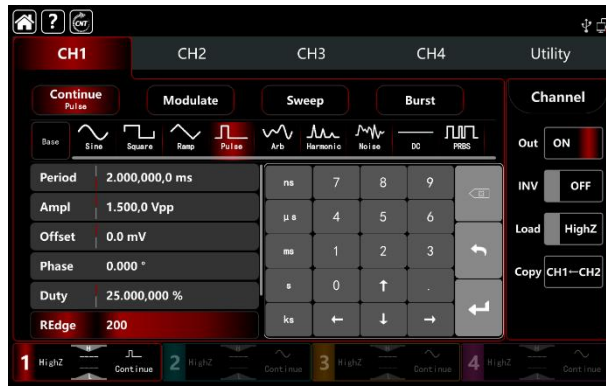 ? CNT
CH1 CH2 CH3 CH4 Utility
Continue Modulate Sweep Burst Channel
Pulse
Base Sine Square Ramp Pulse Arb Harmonic Noise DC PRBS
Out ON
Period 2.000,000,0 ms
ns 7 8 9
INV OFF
Ampl 1.500,0 Vpp
µs 4 5 6
Load HighZ
Offset 0.0 mV
ms 1 2 3
Phase 0.000 °
Copy CH1←CH2
Duty 25.000,000 %
s 0 ↑ .
REdge 200
ks ← ↓ →
1 HighZ Continue 2 HighZ Continue 3 HighZ Continue 4 HighZ Continue